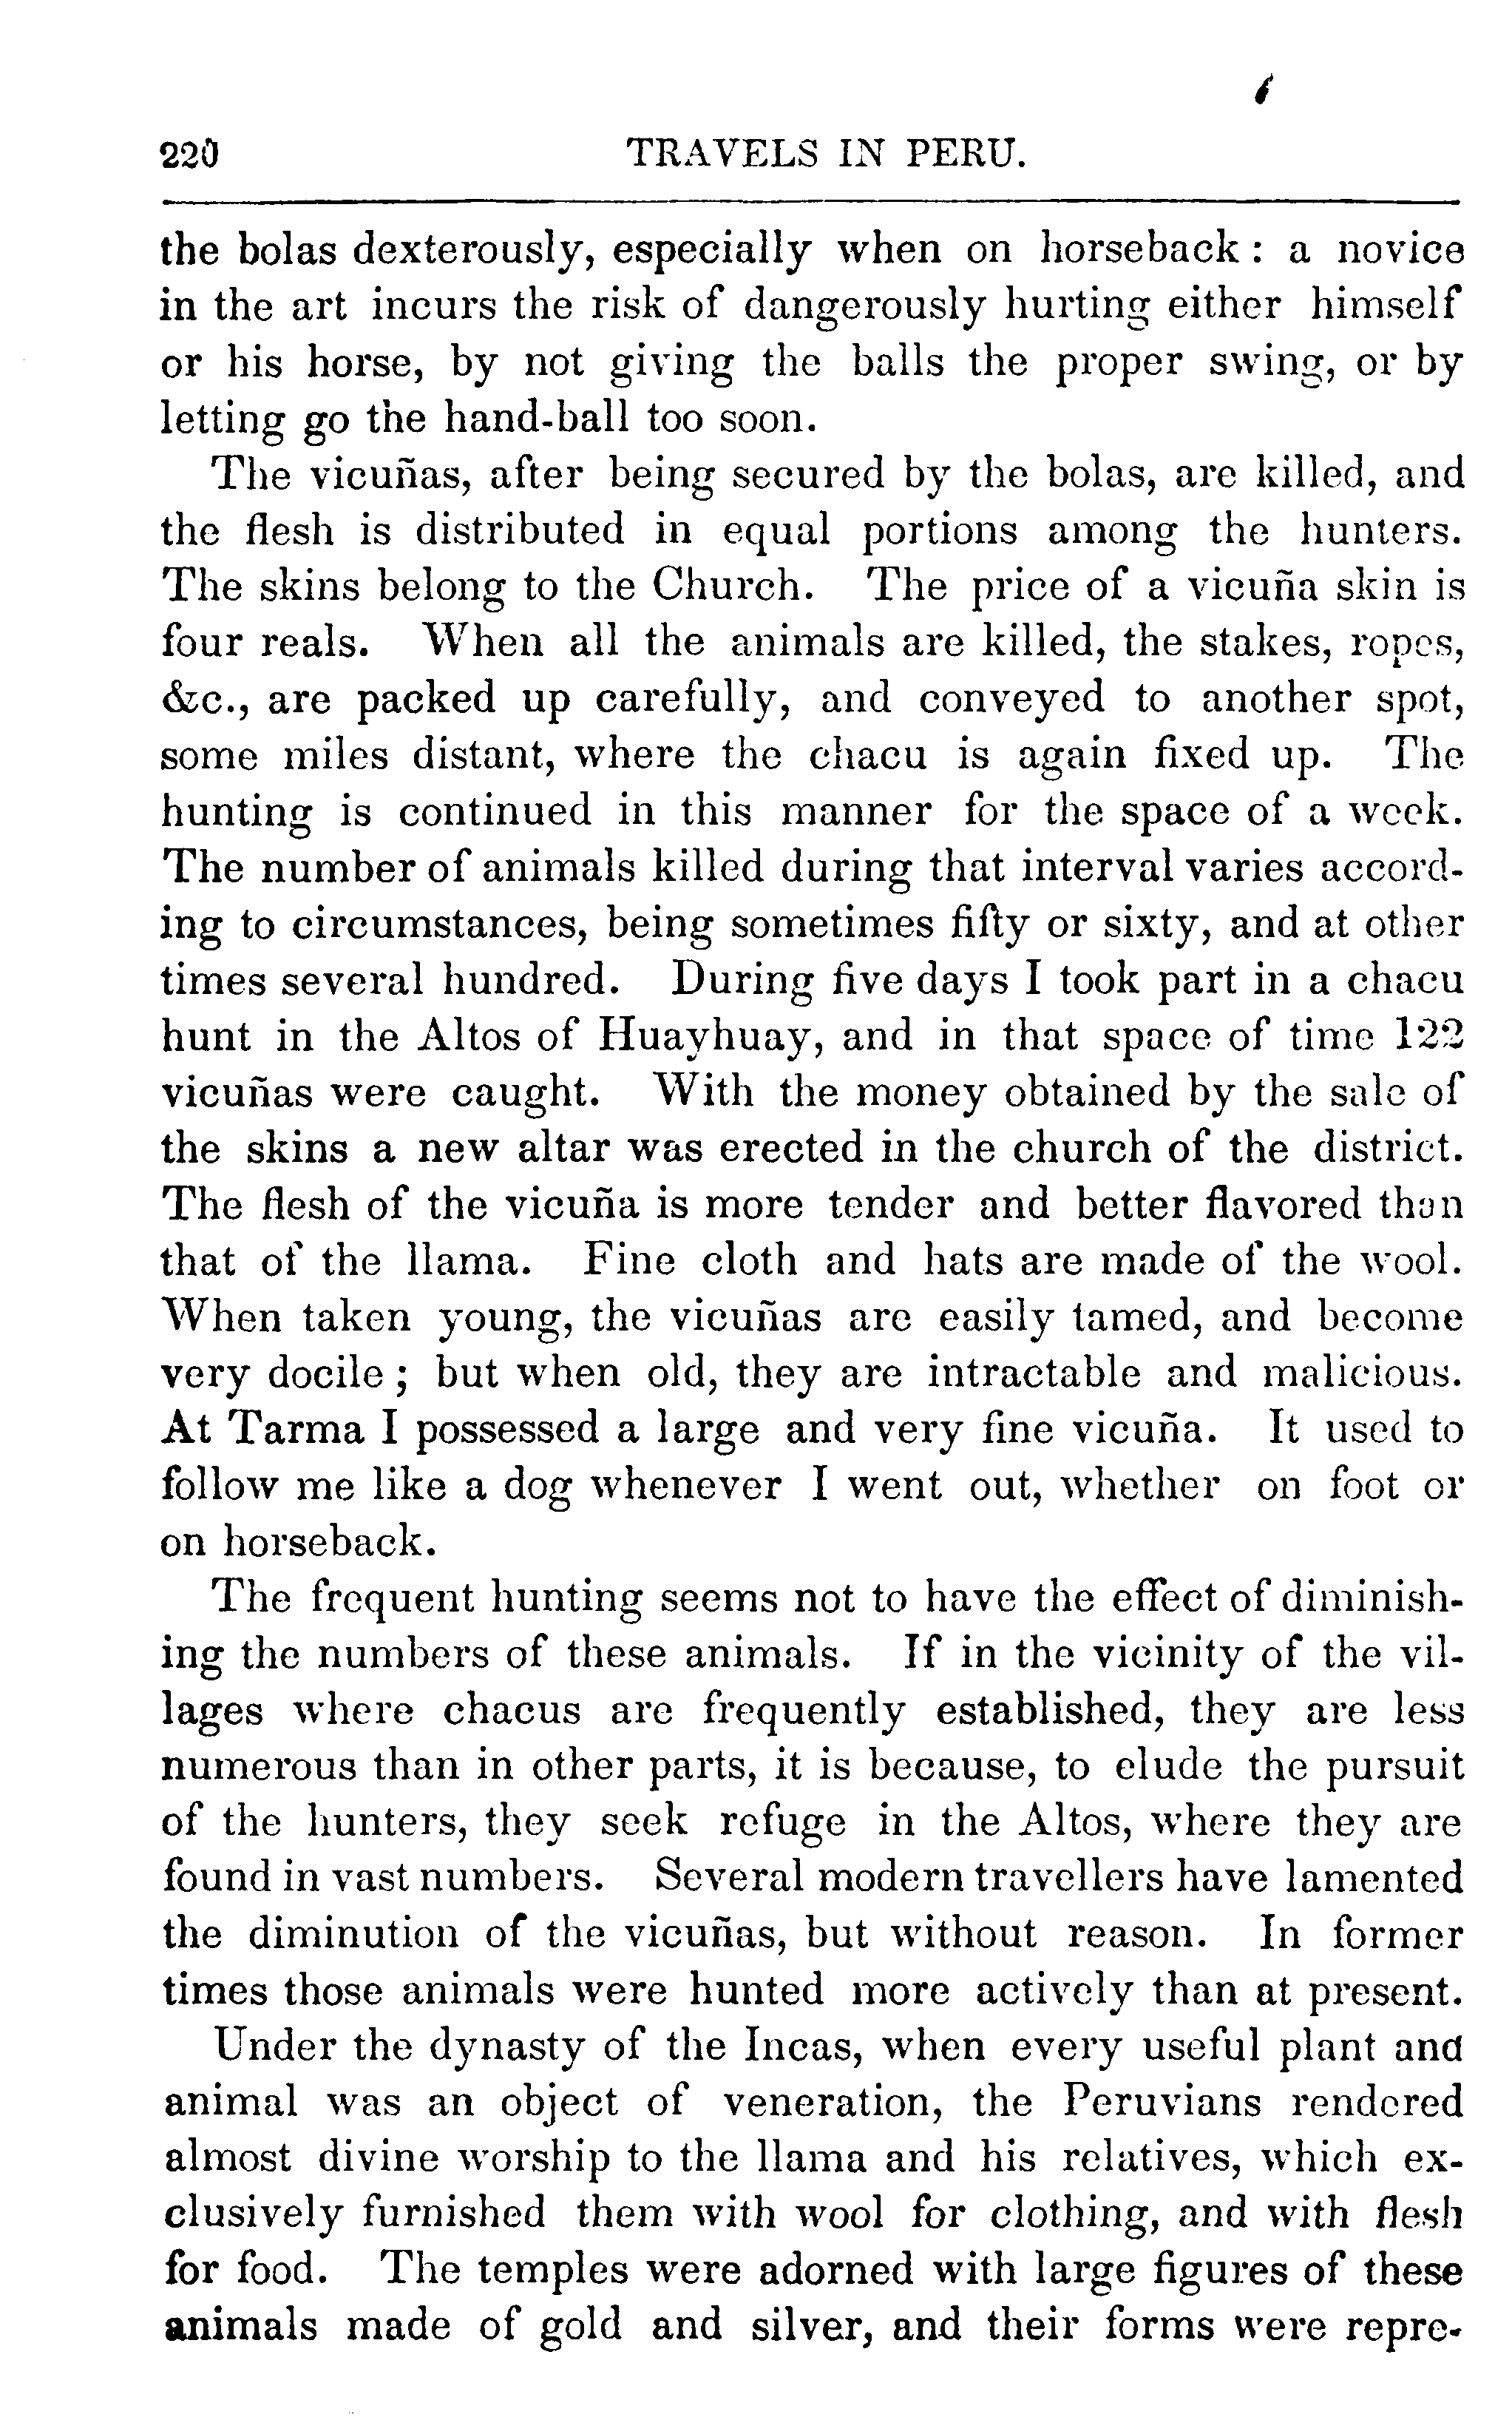 220 TRAVELS IN PERU.
the bolas dexterously, especially when on horseback : a novice
in the art incurs the risk of dangerously hurting either himself
or his horse, by not giving the balls the proper swing, or by
letting go the hand-ball too soon.
The vicuñas, after being secured by the bolas, are killed, and
the flesh is distributed in equal portions among the hunters.
The skins belong to the Church. The price of a vicuña skin is
four reals. When all the animals are killed, the stakes, ropes,
&c., are packed up carefully, and conveyed to another spot,
some miles distant, where the chacu is again fixed up. The
hunting is continued in this manner for the space of a week.
The number of animals killed during that interval varies accord-
ing to circumstances, being sometimes fifty or sixty, and at other
times several hundred. During five days I took part in a chacu
hunt in the Altos of Huayhuay, and in that space of time 122
vicuñas were caught. With the money obtained by the sale of
the skins a new altar was erected in the church of the district.
The flesh of the vicuña is more tender and better flavored than
that of the llama. Fine cloth and hats are made of the wool.
When taken young, the vicuñas are easily tamed, and become
very docile ; but when old, they are intractable and malicious.
At Tarma I possessed a large and very fine vicuña. It used to
follow me like a dog whenever I went out, whether on foot or
on horseback.
The frequent hunting seems not to have the effect of diminish-
ing the numbers of these animals. If in the vicinity of the vil-
lages where chacus are frequently established, they are less
numerous than in other parts, it is because, to elude the pursuit
of the hunters, they seek refuge in the Altos, where they are
found in vast numbers. Several modern travellers have lamented
the diminution of the vicuñas, but without reason. In former
times those animals were hunted more actively than at present.
Under the dynasty of the Incas, when every useful plant and
animal was an object of veneration, the Peruvians rendered
almost divine worship to the llama and his relatives, which ex-
clusively furnished them with wool for clothing, and with flesh
for food. The temples were adorned with large figures of these
animals made of gold and silver, and their forms were repre-